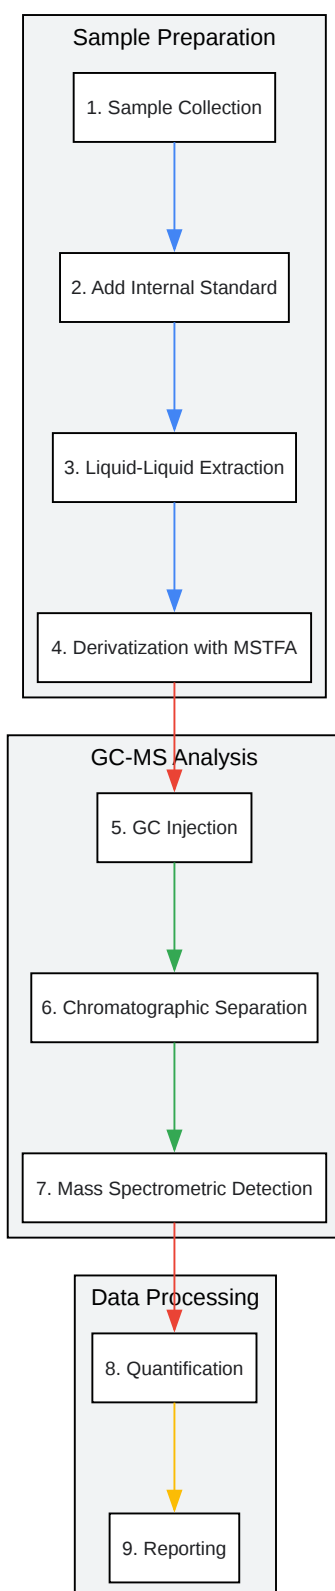 Sample Preparation
1. Sample Collection
2. Add Internal Standard
3. Liquid-Liquid Extraction
4. Derivatization with MSTFA
GC-MS Analysis
5. GC Injection
6. Chromatographic Separation
7. Mass Spectrometric Detection
Data Processing
8. Quantification
9. Reporting